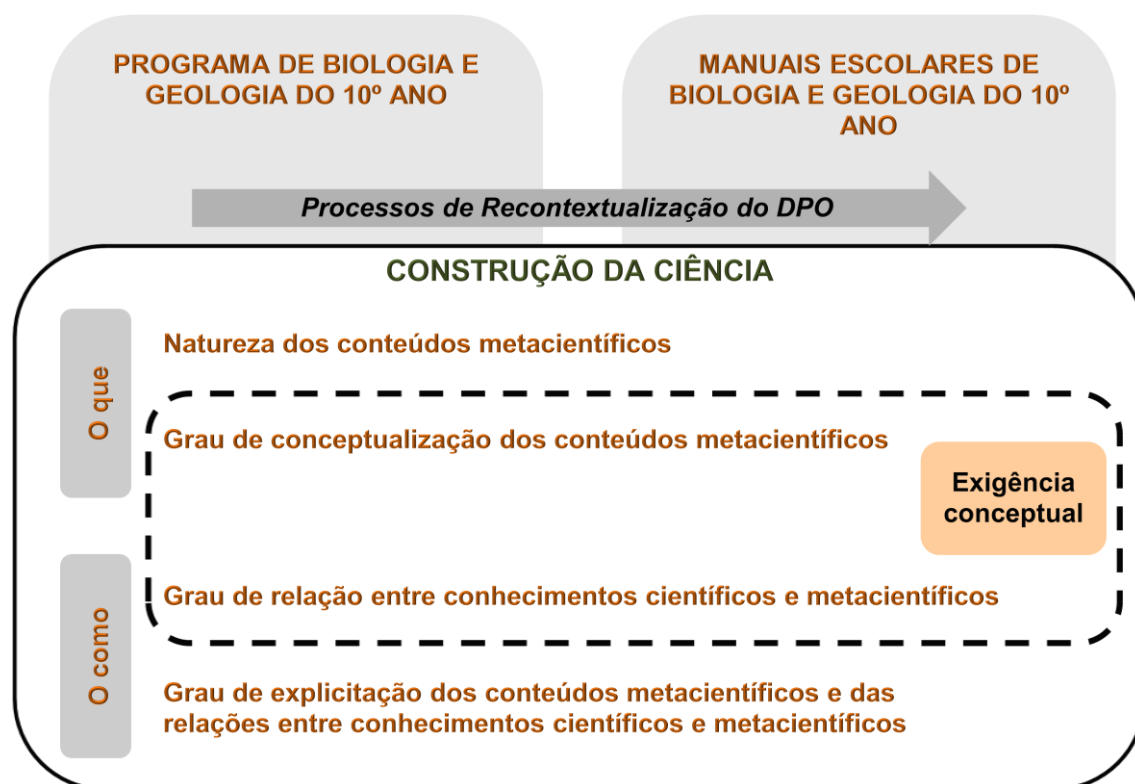 PROGRAMA DE BIOLOGIA E
GEOLOGIA DO 10º ANO
MANUAIS ESCOLARES DE
BIOLOGIA E GEOLOGIA DO 10º
ANO
Processos de Recontextualização do DPO
CONSTRUÇÃO DA CIÊNCIA
O que
Natureza dos conteúdos metacientíficos
Grau de conceptualização dos conteúdos metacientíficos
Exigência
conceptual
O como
Grau de relação entre conhecimentos científicos e metacientíficos
Grau de explicitação dos conteúdos metacientíficos e das
relações entre conhecimentos científicos e metacientíficos